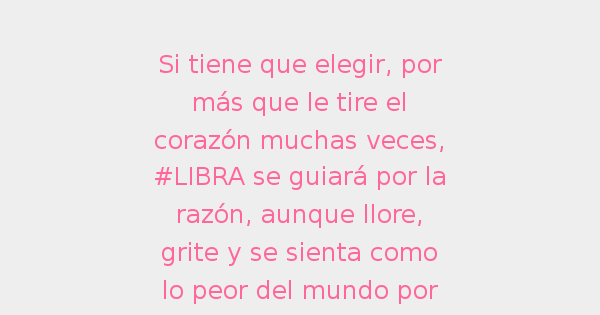 Si tiene que elegir, por
más que le tire el
corazón muchas veces,
#LIBRA se guiará por la
razón, aunque llore,
grite y se sienta como
lo peor del mundo por